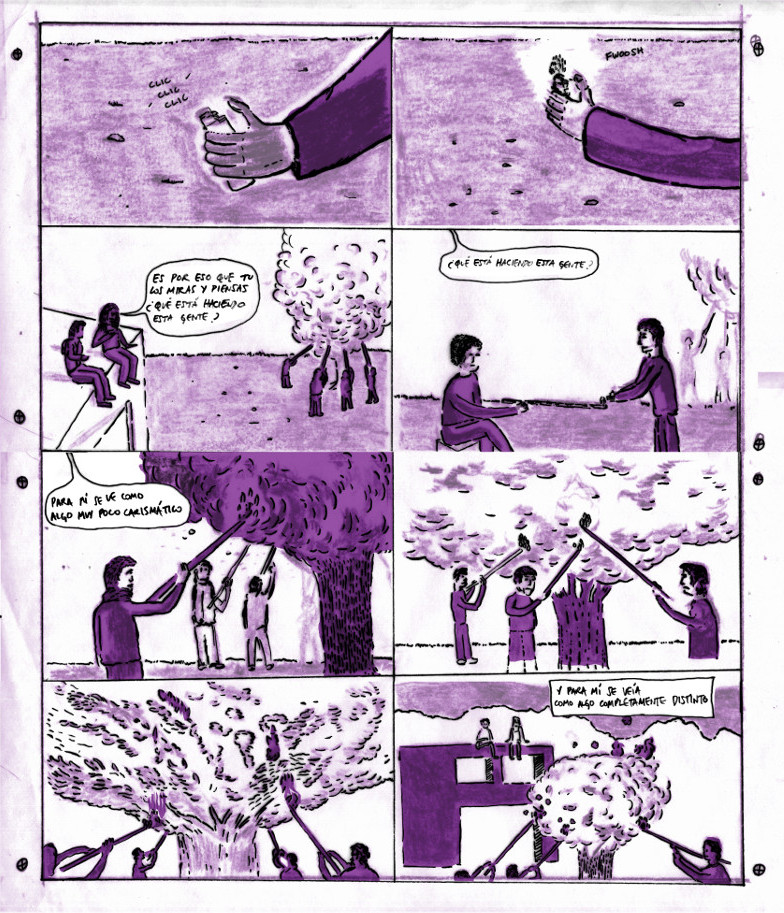 CLIC
CLIC
CLIC
FWOOSH
ES POR ESO QUE TU
LOS MIRAS Y PIENSAS
¿QUÉ ESTÁ HACIENDO
ESTA GENTE?
¿QUÉ ESTÁ HACIENDO ESTA GENTE?
PARA MÍ SE VE COMO
ALGO MUY POCO CARISMÁTICO
Y PARA MÍ SE VEÍA
COMO ALGO COMPLETAMENTE DISTINTO